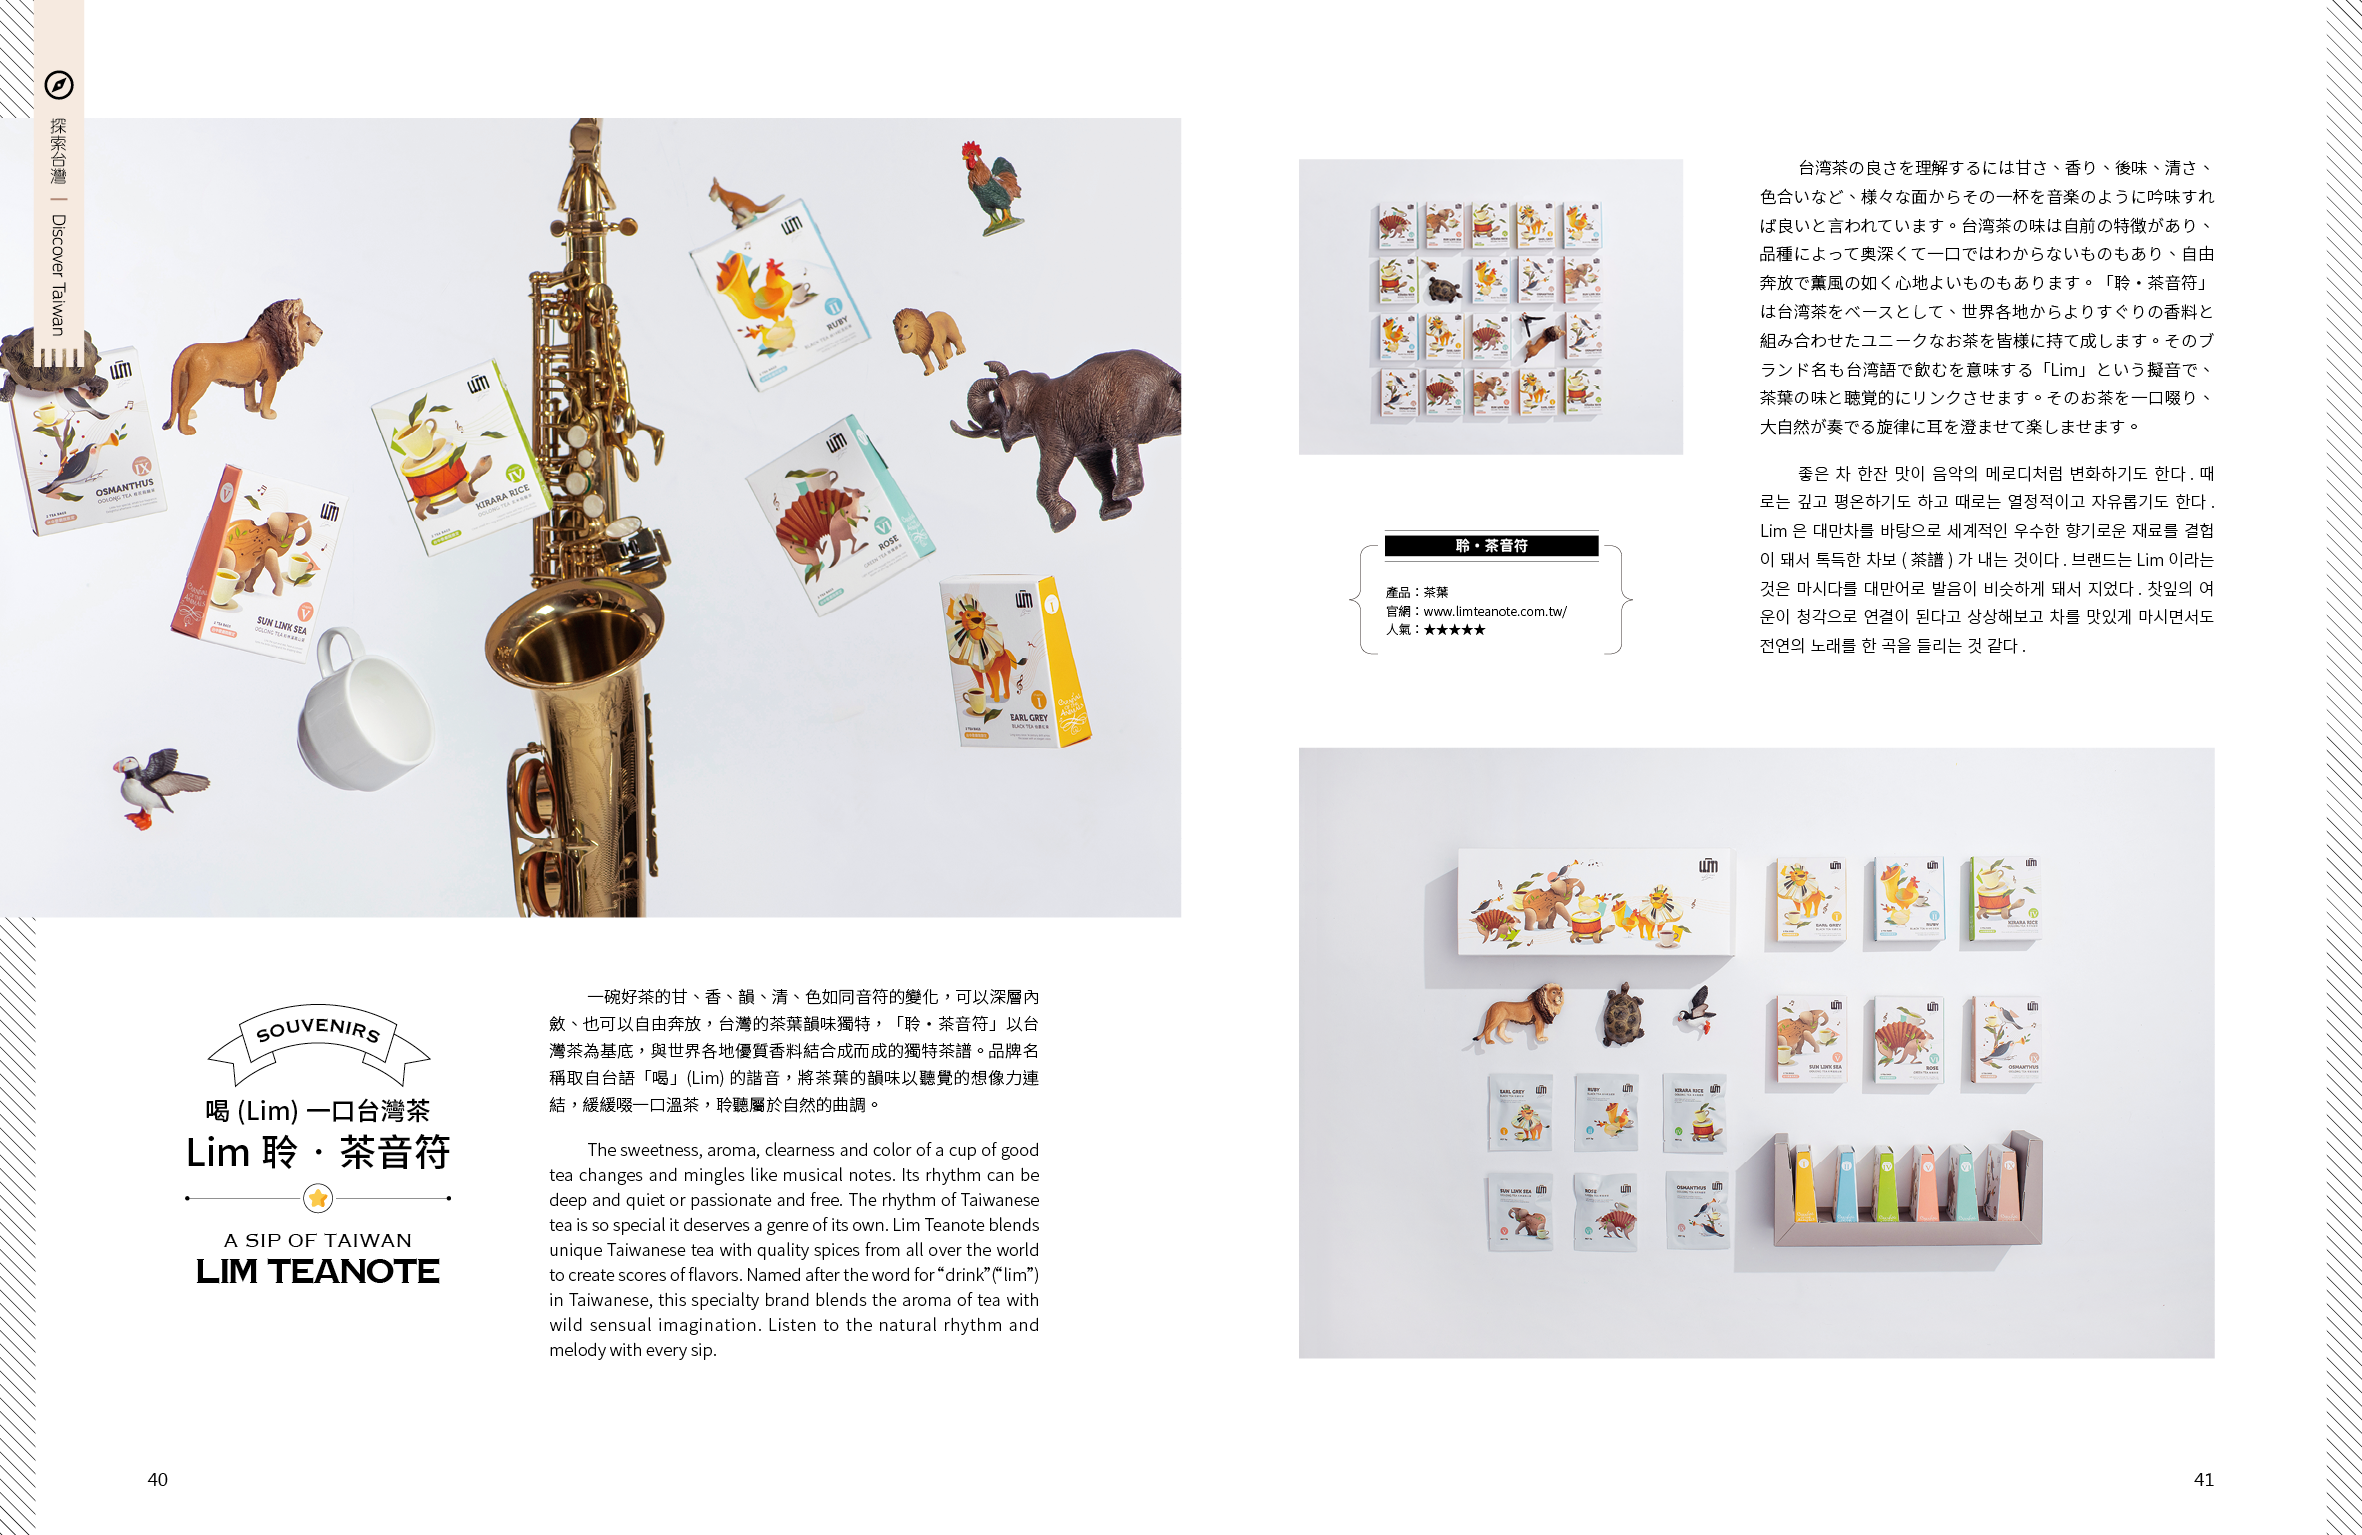 探索台灣 | Discover Taiwan
LIM
OSMANTHUS
OOLONG TEA
IX
V
LIM
SUN LINK SEA
OOLONG TEA
V
LIM
IV
KIRARA RICE
OOLONG TEA
LIM
II
RUBY
BLACK TEA
LIM
VI
ROSE
GREEN TEA
LIM
I
I
EARL GREY
BLACK TEA
SOUVENIRS
喝 (Lim) 一口台灣茶
Lim 聆・茶音符
A SIP OF TAIWAN
LIM TEANOTE
一碗好茶的甘、香、韻、清、色如同音符的變化，可以深層內
斂、也可以自由奔放，台灣的茶葉韻味獨特，「聆・茶音符」以台
灣茶為基底，與世界各地優質香料結合成而成的獨特茶譜。品牌名
稱取自台語「喝」(Lim) 的諧音，將茶葉的韻味以聽覺的想像力連
結，緩緩啜一口溫茶，聆聽屬於自然的曲調。
The sweetness, aroma, clearness and color of a cup of good
tea changes and mingles like musical notes. Its rhythm can be
deep and quiet or passionate and free. The rhythm of Taiwanese
tea is so special it deserves a genre of its own. Lim Teanote blends
unique Taiwanese tea with quality spices from all over the world
to create scores of flavors. Named after the word for “drink”(“lim”)
in Taiwanese, this specialty brand blends the aroma of tea with
wild sensual imagination. Listen to the natural rhythm and
melody with every sip.
40
聆・茶音符
產品：茶葉
官網：www.limteanote.com.tw/
人氣：★★★★★
台湾茶の良さを理解するには甘さ、香り、後味、清さ、
色合いなど、様々な面からその一杯を音楽のように吟味すれ
ば良いと言われています。台湾茶の味は自前の特徴があり、
品種によって奥深くて一口ではわからないものもあり、自由
奔放で薫風の如く心地よいものもあります。「聆・茶音符」
は台湾茶をベースとして、世界各地からよりすぐりの香料と
組み合わせたユニークなお茶を皆様に持て成します。そのブ
ランド名も台湾語で飲むを意味する「Lim」という擬音で、
茶葉の味と聴覚的にリンクさせます。そのお茶を一口啜り、
大自然が奏でる旋律に耳を澄ませて楽しませます。
좋은 차 한잔 맛이 음악의 메로디처럼 변화하기도 한다 . 때
로는 깊고 평온하기도 하고 때로는 열정적이고 자유롭기도 한다 .
Lim 은 대만차를 바탕으로 세계적인 우수한 향기로운 재료를 결헙
이 돼서 톡득한 차보 ( 茶譜 ) 가 내는 것이다 . 브랜드는 Lim 이라는
것은 마시다를 대만어로 발음이 비슷하게 돼서 지었다 . 찻잎의 여
운이 청각으로 연결이 된다고 상상해보고 차를 맛있게 마시면서도
전연의 노래를 한 곡을 들리는 것 같다 .
LIM
EARL GREY
RUBY
KIRARA RICE
SUN LINK SEA
ROSE
OSMANTHUS
EARL GREY
RUBY
KIRARA RICE
SUN LINK SEA
ROSE
OSMANTHUS
I
II
IV
V
VI
IX
41